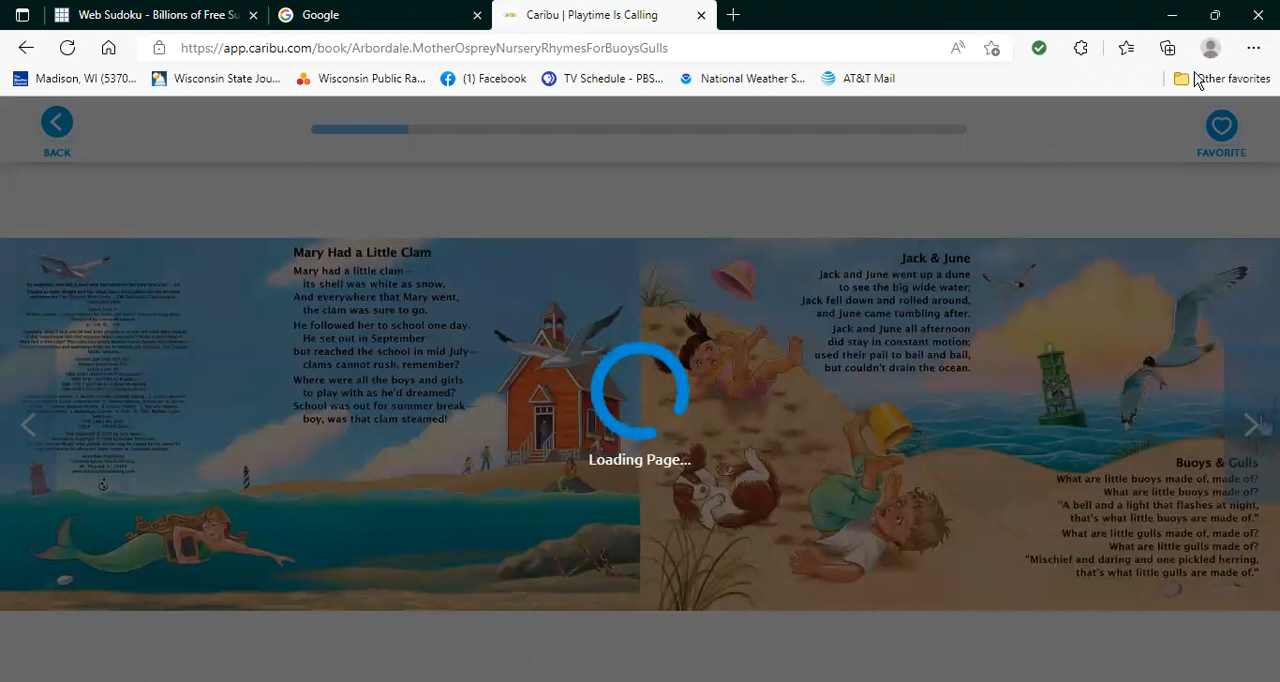 Web Sudoku - Billions of Free Su
Google
Caribu | Playtime Is Calling
https://app.caribu.com/book/Arbordale.MotherOspreyNurseryRhymesForBuoysGulls
Madison, WI (5370...
Wisconsin State Jou...
Wisconsin Public Ra...
(1) Facebook
TV Schedule - PBS...
National Weather S...
AT&T Mail
Other favorites
BACK
FAVORITE
Mary Had a Little Clam
Mary had a little clam—
its shell was white as snow.
And everywhere that Mary went,
the clam was sure to go.
He followed her to school one day.
He set out in September
but reached the school in mid July—
clams cannot rush, remember?
Where were all the boys and girls
to play with as he'd dreamed?
School was out for summer break—
boy, was that clam steamed!
Jack & June
Jack and June went up a dune
to see the big wide water;
Jack fell down and rolled around,
and June came tumbling after.
Jack and June all afternoon
did stay in constant motion;
used their pail to bail and bail,
but couldn't drain the ocean.
Loading Page...
Buoys & Gulls
What are little buoys made of, made of?
What are little buoys made of?
"A bell and a light that flashes at night,
that's what little buoys are made of."
What are little gulls made of, made of?
What are little gulls made of?
"Mischief and daring and one pickled herring,
that's what little gulls are made of."